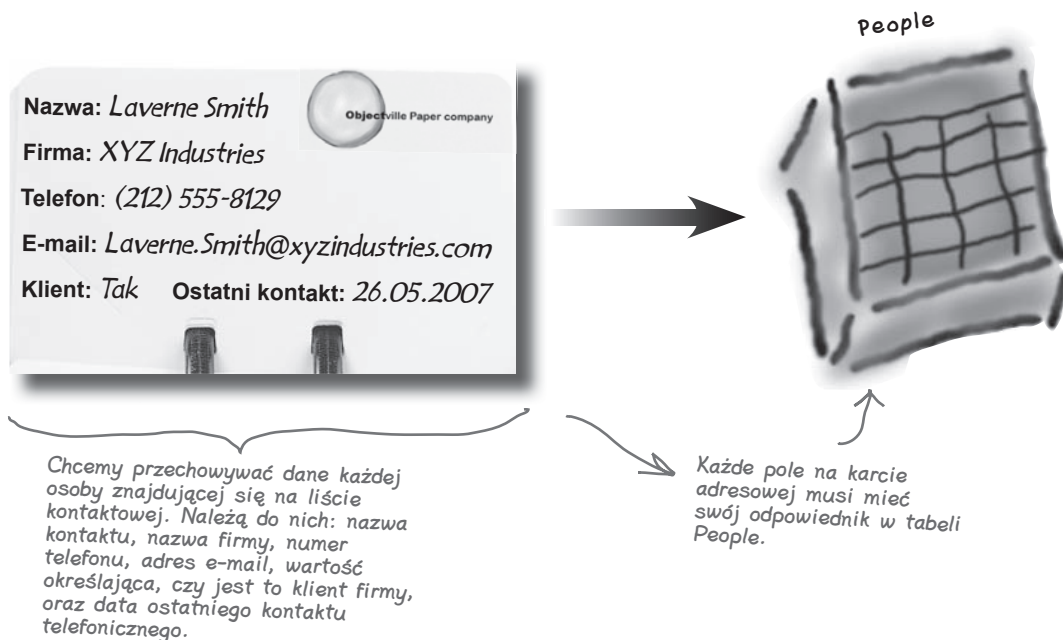 People
Nazwa: Laverne Smith
Objectville Paper company
Firma: XYZ Industries
Telefon: (212) 555-8129
E-mail: Laverne.Smith@xyzindustries.com
Klient: Tak Ostatni kontakt: 26.05.2007
Chcemy przechowywać dane każdej
osoby znajdującej się na liście
kontaktowej. Należą do nich: nazwa
kontaktu, nazwa firmy, numer
telefonu, adres e-mail, wartość
określająca, czy jest to klient firmy,
oraz data ostatniego kontaktu
telefonicznego.
Każde pole na karcie
adresowej musi mieć
swój odpowiednik w tabeli
People.